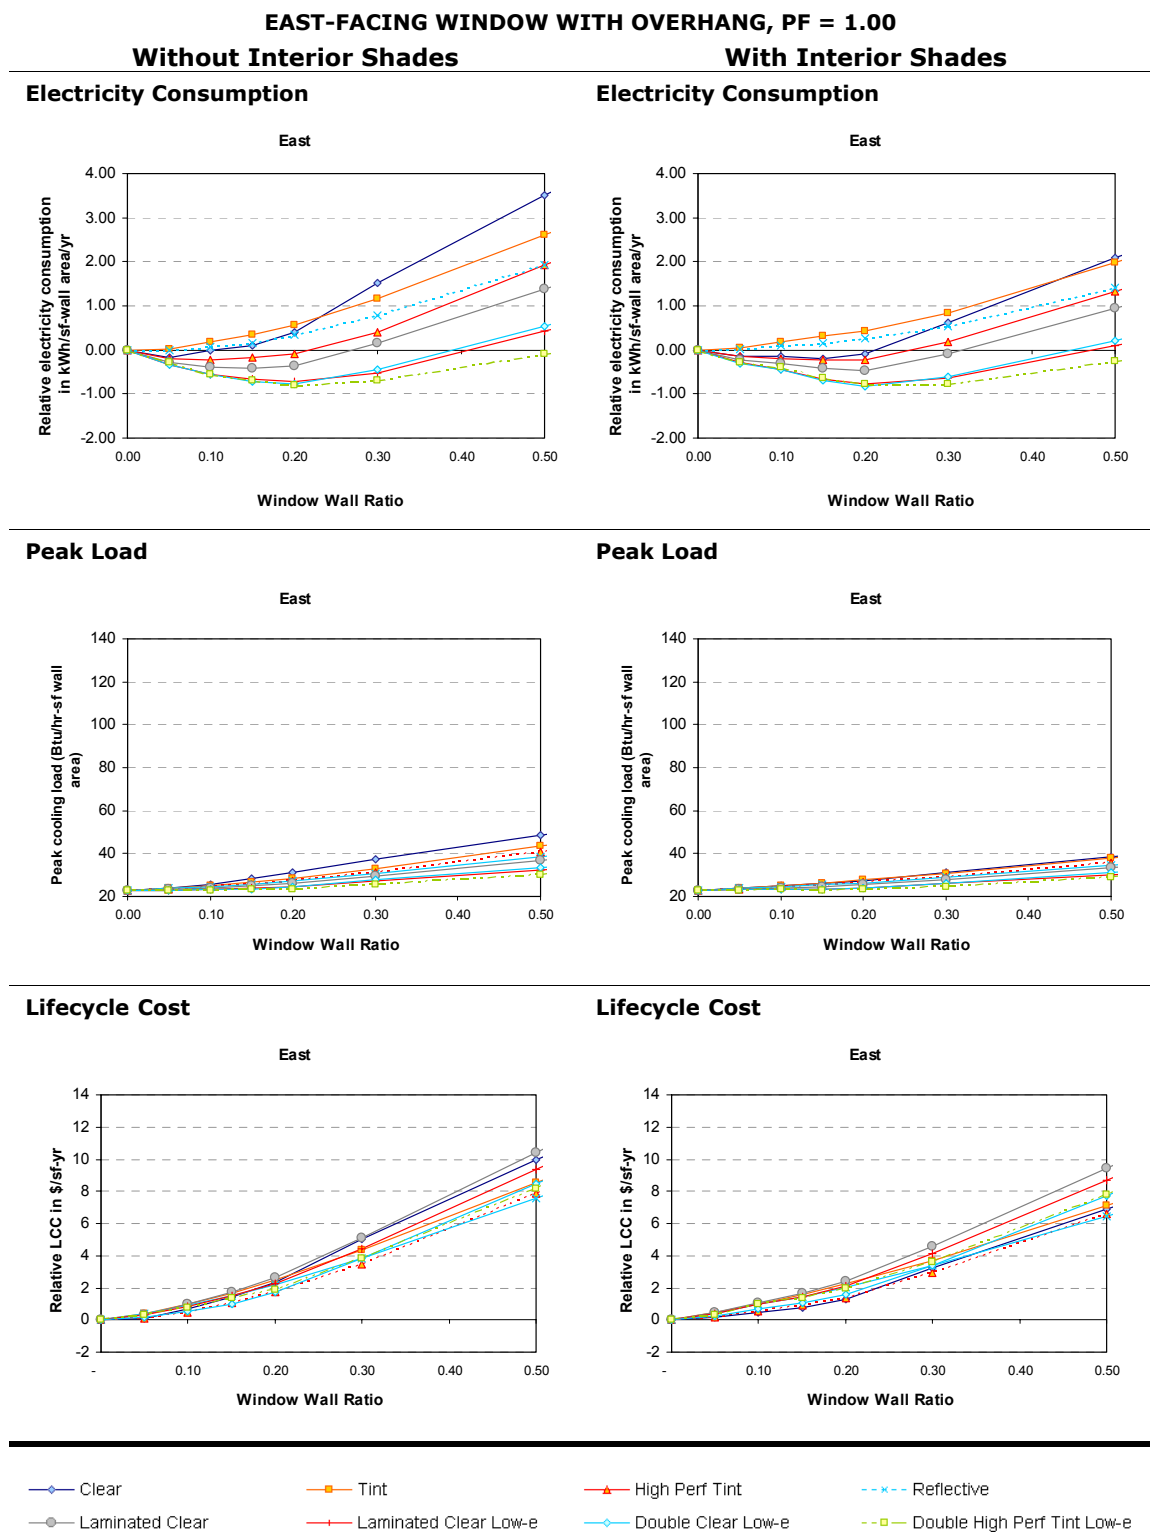 EAST-FACING WINDOW WITH OVERHANG, PF = 1.00
Without Interior Shades
With Interior Shades
Electricity Consumption
Electricity Consumption
East
Relative electricity consumption
in kWh/sf-wall area/yr
4.00
3.00
2.00
1.00
0.00
-1.00
-2.00
0.00 0.10 0.20 0.30 0.40 0.50
Window Wall Ratio
East
Relative electricity consumption
in kWh/sf-wall area/yr
4.00
3.00
2.00
1.00
0.00
-1.00
-2.00
0.00 0.10 0.20 0.30 0.40 0.50
Window Wall Ratio
Peak Load
Peak Load
East
Peak cooling load (Btu/hr-sf wall
area)
140
120
100
80
60
40
20
0.00 0.10 0.20 0.30 0.40 0.50
Window Wall Ratio
East
Peak cooling load (Btu/hr-sf wall
area)
140
120
100
80
60
40
20
0.00 0.10 0.20 0.30 0.40 0.50
Window Wall Ratio
Lifecycle Cost
Lifecycle Cost
East
Relative LCC in $/sf-yr
14
12
10
8
6
4
2
0
-2
- 0.10 0.20 0.30 0.40 0.50
Window Wall Ratio
East
Relative LCC in $/sf-yr
14
12
10
8
6
4
2
0
-2
- 0.10 0.20 0.30 0.40 0.50
Window Wall Ratio
Clear Tint High Perf Tint Reflective
Laminated Clear Laminated Clear Low-e Double Clear Low-e Double High Perf Tint Low-e